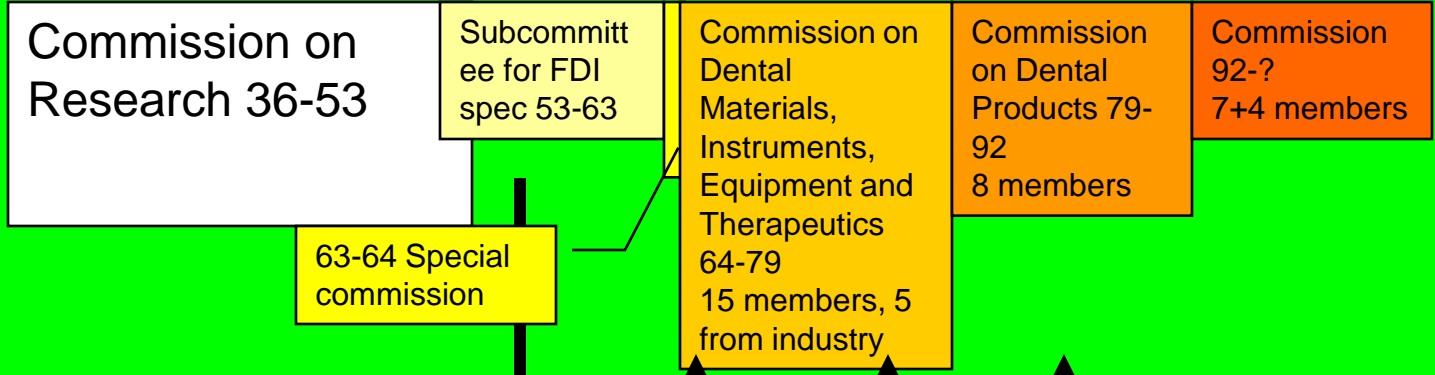 Commission on
Research 36-53
Subcommitt
ee for FDI
spec 53-63
63-64 Special
commission
Commission on
Dental
Materials,
Instruments,
Equipment and
Therapeutics
64-79
15 members, 5
from industry
Commission
on Dental
Products 79-
92
8 members
Commission
92-?
7+4 members